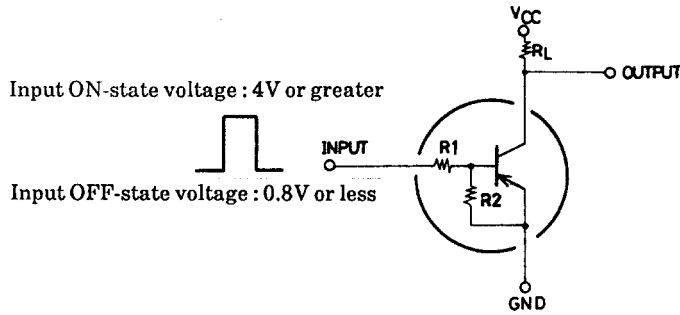 VCC
RL
OUTPUT
Input ON-state voltage : 4V or greater
INPUT
R1
Input OFF-state voltage : 0.8V or less
R2
GND